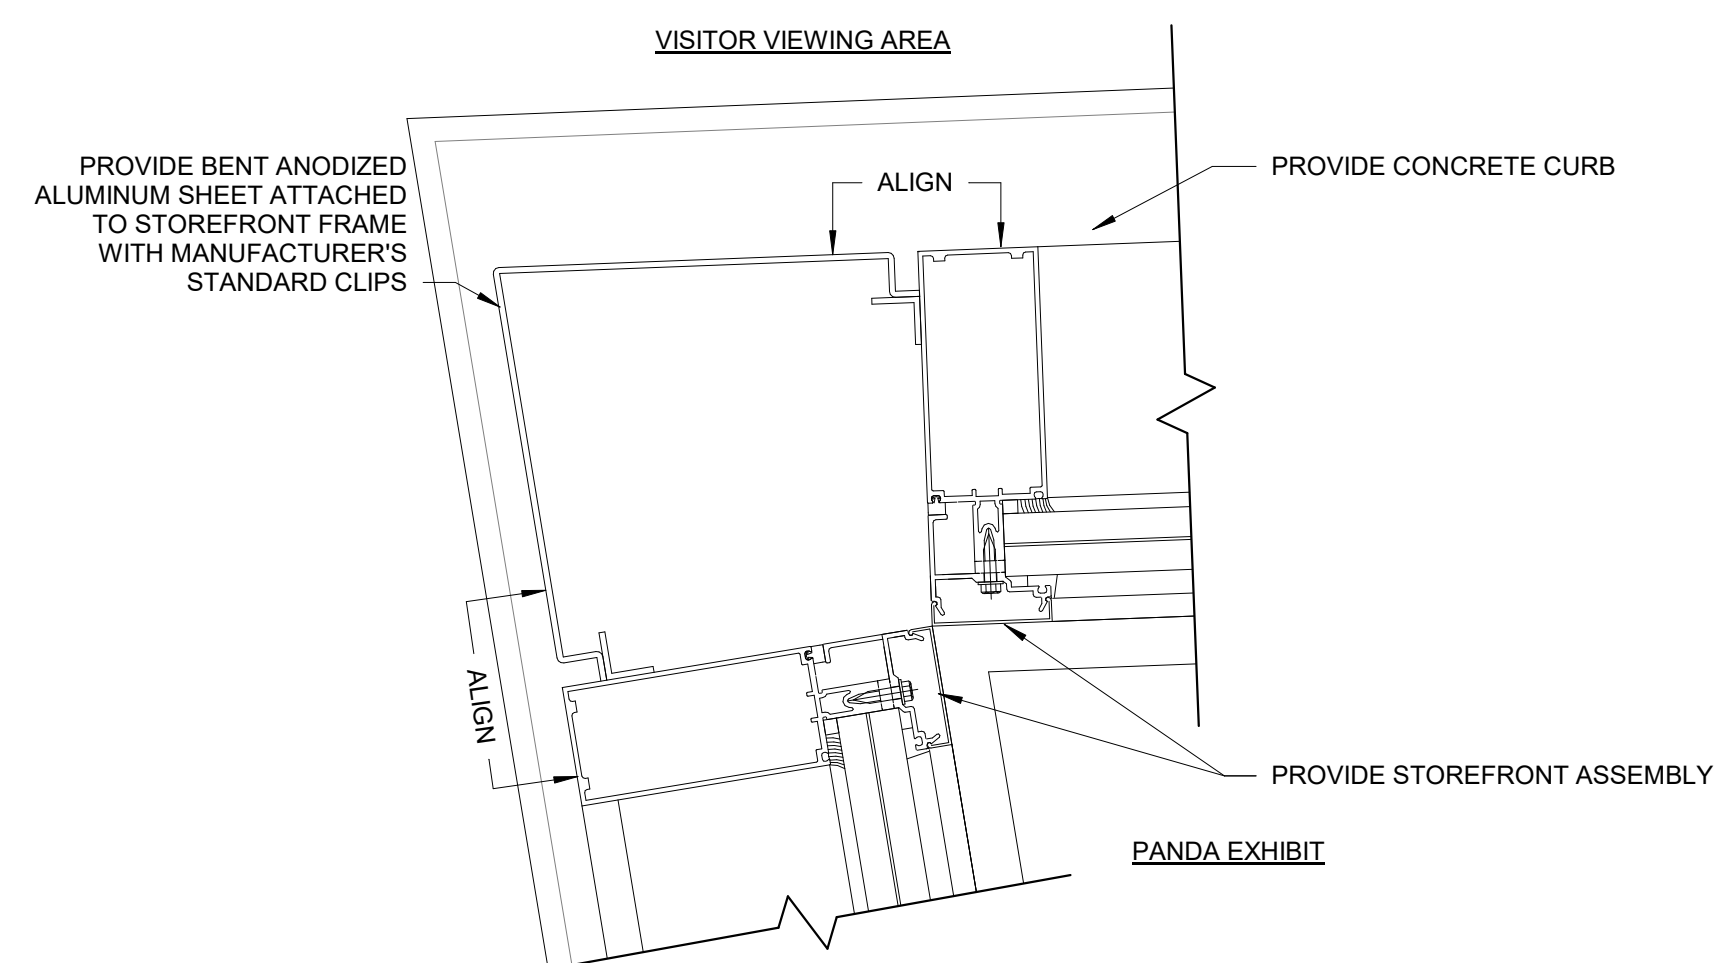 VISITOR VIEWING AREA
PROVIDE BENT ANODIZED
ALUMINUM SHEET ATTACHED
TO STOREFRONT FRAME
WITH MANUFACTURER'S
STANDARD CLIPS
ALIGN
PROVIDE CONCRETE CURB
ALIGN
PROVIDE STOREFRONT ASSEMBLY
PANDA EXHIBIT